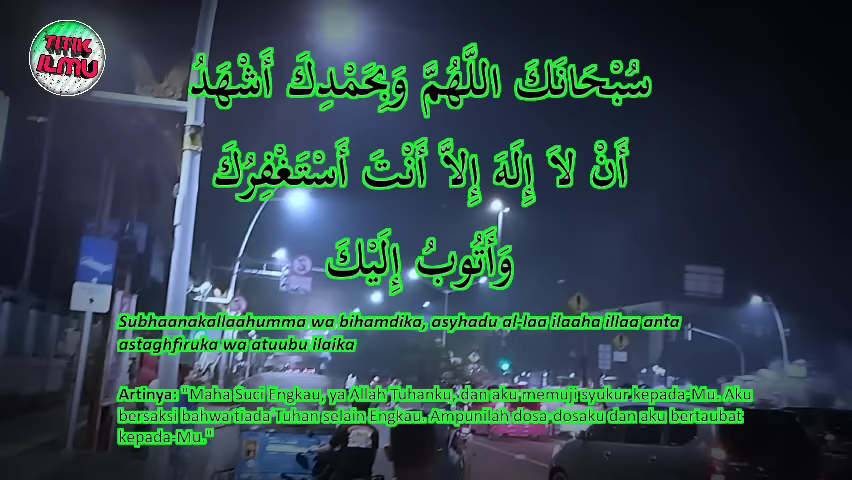 TITIK
ILMU
سُبْحَانَكَ اللَّهُمَّ وَبِحَمْدِكَ أَشْهَدُ
أَنْ لاَ إِلَهَ إِلاَّ أَنْتَ أَسْتَغْفِرُكَ
وَأَتُوبُ إِلَيْكَ
Subhaanakallaahumma wa bihamdika, asyhadu al-laa ilaaha illaa anta
astaghfiruka wa atuubu ilaika
Artinya: "Maha Suci Engkau, ya Allah Tuhanku, dan aku memuji syukur kepada-Mu. Aku
bersaksi bahwa tiada Tuhan selain Engkau. Ampunilah dosa-dosaku dan aku bertaubat
kepada-Mu."